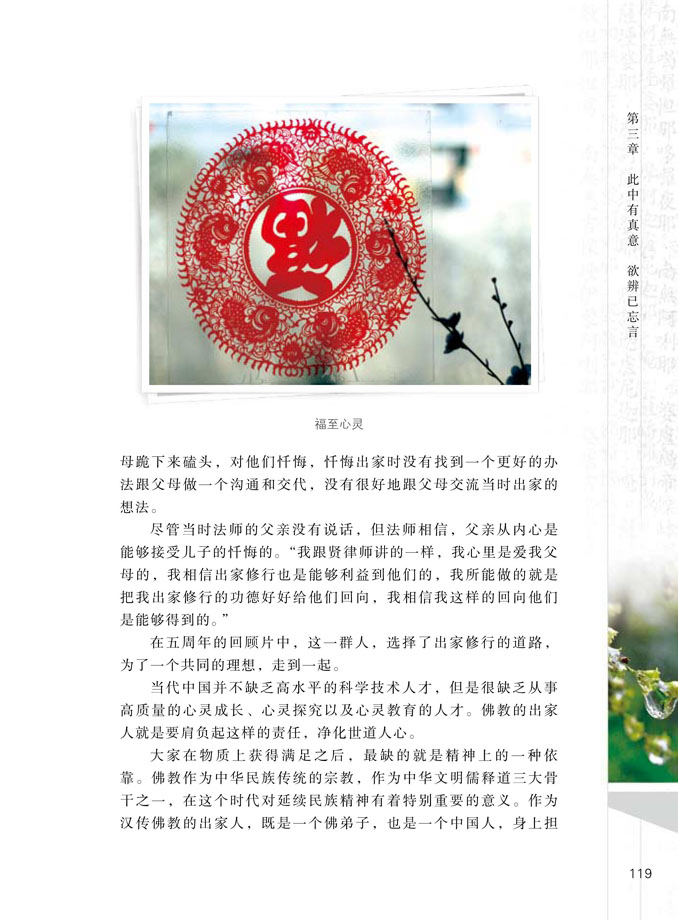 福
福至心灵
母跪下来磕头，对他们忏悔，忏悔出家时没有找到一个更好的办
法跟父母做一个沟通和交代，没有很好地跟父母交流当时出家的
想法。
尽管当时法师的父亲没有说话，但法师相信，父亲从内心是
能够接受儿子的忏悔的。“我跟贤律师讲的一样，我心里是爱我父
母的，我相信出家修行也是能够利益到他们的，我所能做的就是
把我出家修行的功德好好给他们回向，我相信我这样的回向他们
是能够得到的。”
在五周年的回顾片中，这一群人，选择了出家修行的道路，
为了一个共同的理想，走到一起。
当代中国并不缺乏高水平的科学技术人才，但是很缺乏从事
高质量的心灵成长、心灵探究以及心灵教育的人才。佛教的出家
人就是要肩负起这样的责任，净化世道人心。
大家在物质上获得满足之后，最缺的就是精神上的一种依
靠。佛教作为中华民族传统的宗教，作为中华文明儒释道三大骨
干之一，在这个时代对延续民族精神有着特别重要的意义。作为
汉传佛教的出家人，既是一个佛弟子，也是一个中国人，身上担
第三章 此中有真意 欲辨已忘言
119